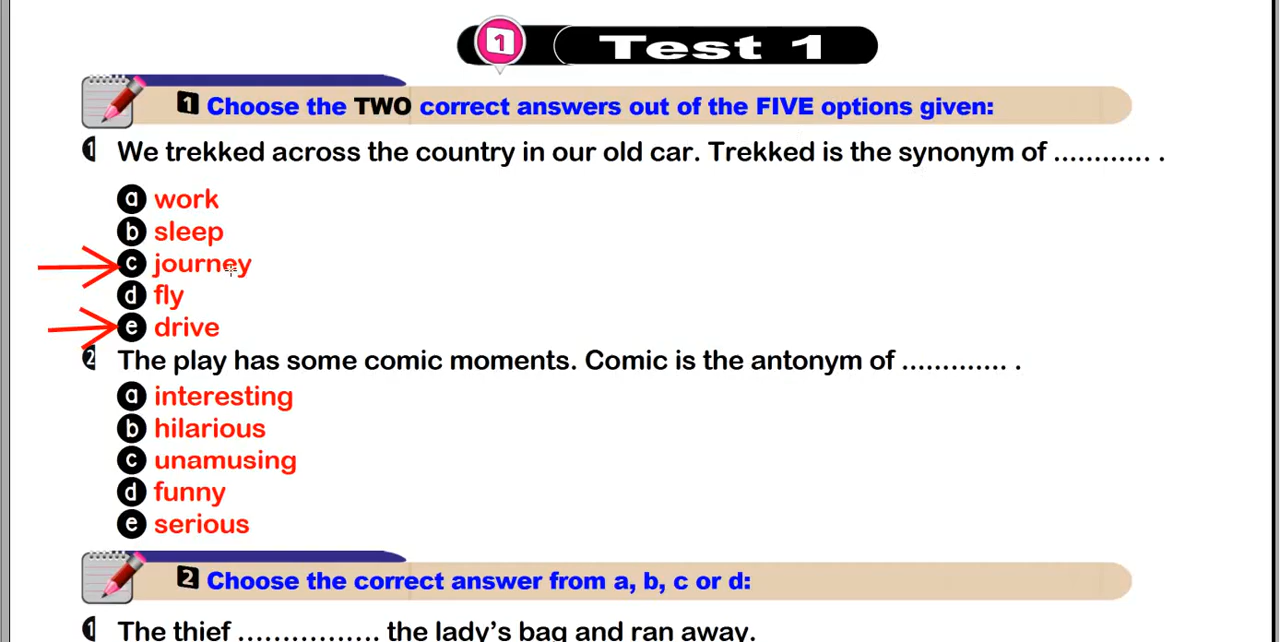 1 Test 1
1 Choose the TWO correct answers out of the FIVE options given:
1 We trekked across the country in our old car. Trekked is the synonym of ............ .
a work
b sleep
c journey
d fly
e drive
2 The play has some comic moments. Comic is the antonym of ............. .
a interesting
b hilarious
c unamusing
d funny
e serious
2 Choose the correct answer from a, b, c or d:
1 The thief ................ the lady's bag and ran away.